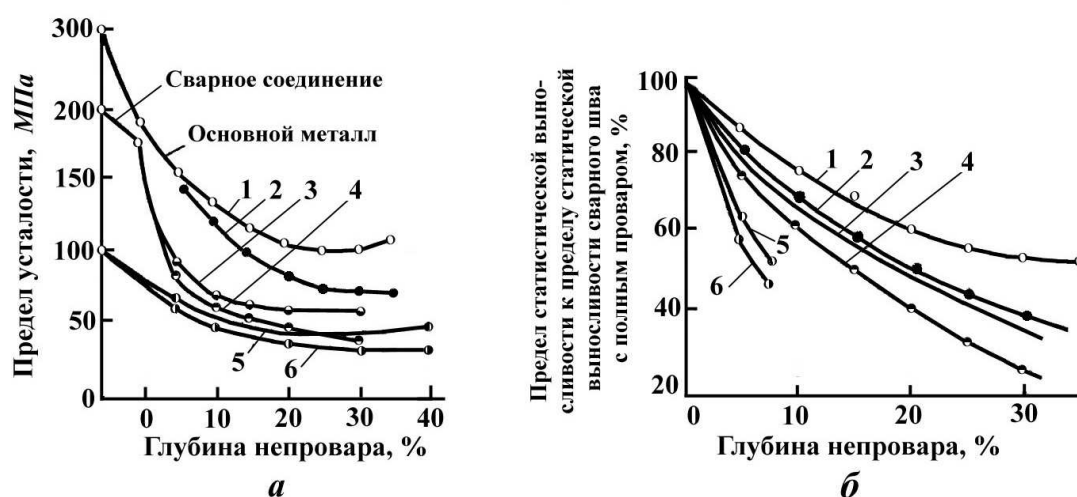 Предел усталости, МПа
300
200
150
100
50
0
Сварное соединение
Основной металл
1
2
3
4
5
6
0
10
20
30
40
Глубина непровара, %
а
Предел статистической выно-
сливости к пределу статической
выносливости сварного шва
с полным проваром, %
100
80
60
40
20
1
2
3
4
5
6
0
10
20
30
Глубина непровара, %
б